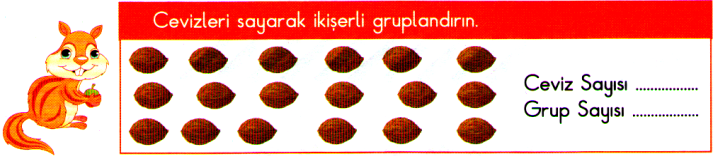 Cevizleri sayarak ikişerli gruplandırın.
Ceviz Sayısı ..................
Grup Sayısı ...................